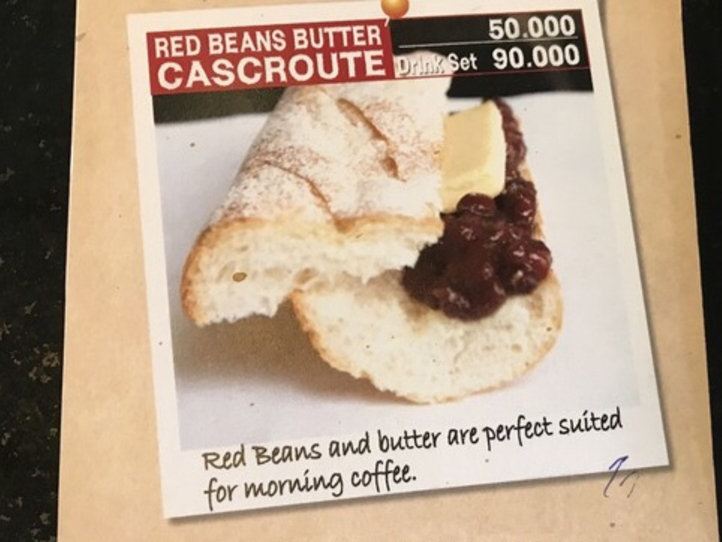 RED BEANS BUTTER
CASCROUTE
50.000
Drink Set 90.000
Red Beans and butter are perfect suited
for morning coffee.